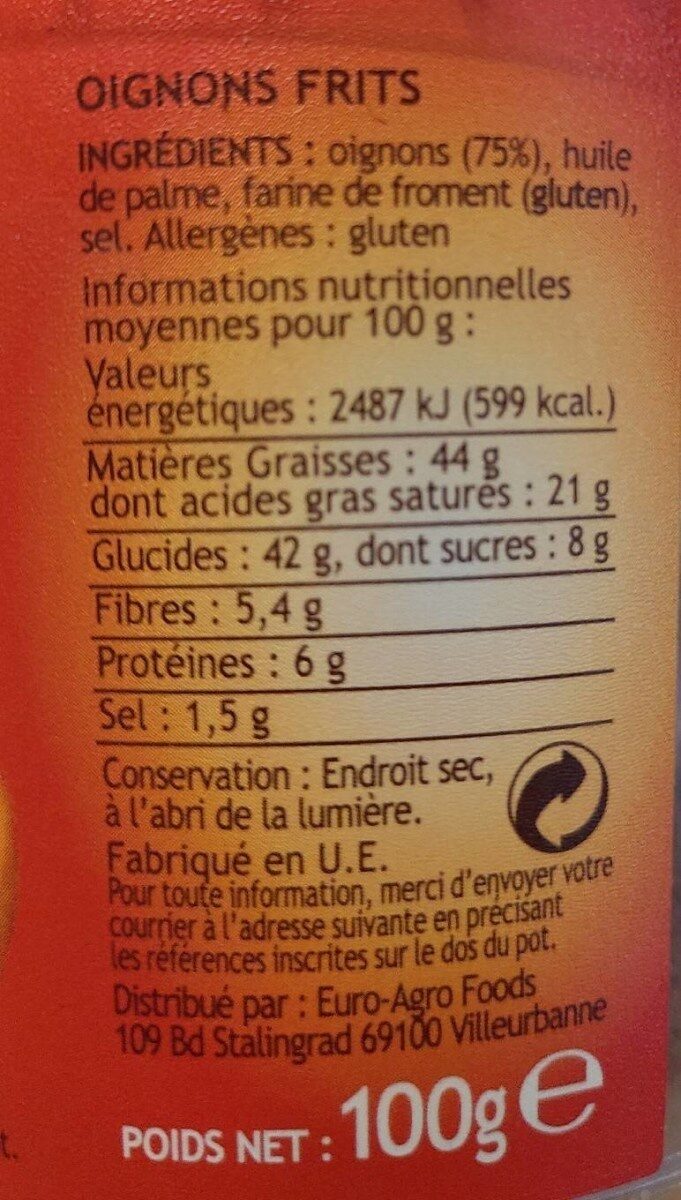 OIGNONS FRITS
INGRÉDIENTS : oignons (75%), huile
de palme, farine de froment (gluten),
sel. Allergènes : gluten
Informations nutritionnelles
moyennes pour 100 g :
Valeurs
énergétiques : 2487 kJ (599 kcal.)
Matières Graisses : 44 g
dont acides gras saturés : 21 g
Glucides : 42 g, dont sucres : 8 g
Fibres : 5,4 g
Protéines : 6 g
Sel : 1,5 g
Conservation : Endroit sec,
à l'abri de la lumière.
Fabriqué en U.E.
Pour toute information, merci d'envoyer votre
courrier à l'adresse suivante en précisant
les références inscrites sur le dos du pot.
Distribué par : Euro-Agro Foods
109 Bd Stalingrad 69100 Villeurbanne
POIDS NET : 100g e